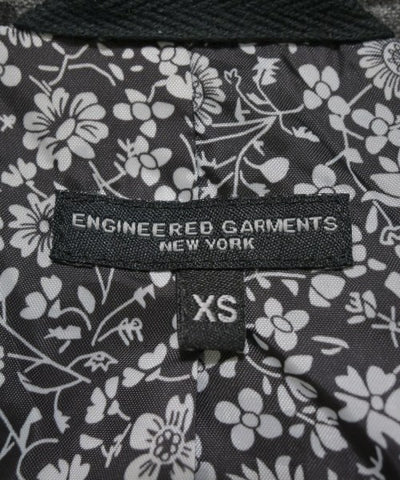 ENGINEERED GARMENTS
NEW YORK
XS